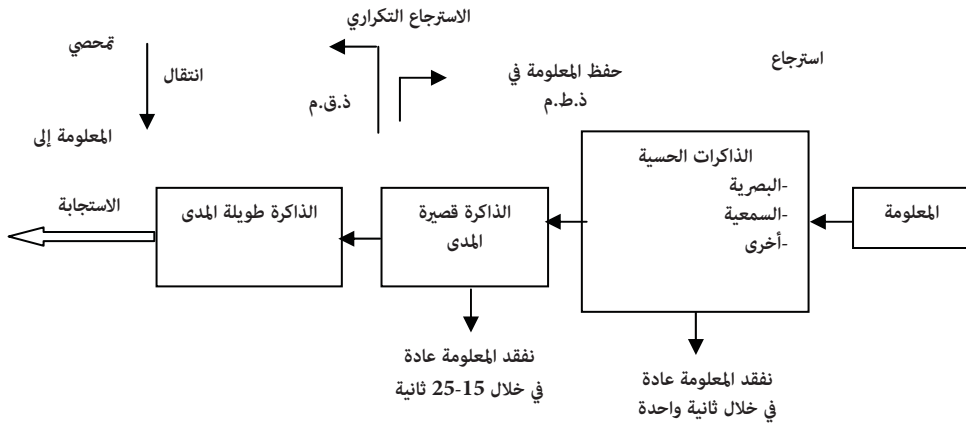 الاسترجاع التكراري
تمحصي
استرجاع
انتقال
حفظ المعلومة في
ذ.ط.م
ذ.ق.م
المعلومة إلى
الذاكرات الحسية
-البصرية
-السمعية
-أخرى
المعلومة
الذاكرة قصيرة
المدى
الذاكرة طويلة المدى
الاستجابة
نفقد المعلومة عادة
في خلال ثانية واحدة
نفقد المعلومة عادة
في خلال 15-25 ثانية